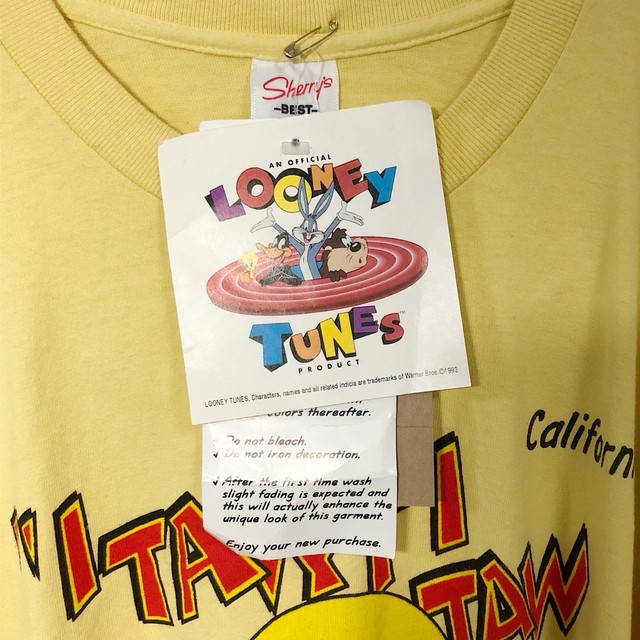 Sherry's
-BEST-
AN OFFICIAL
LOONEY
TUNES™
PRODUCT
LOONEY TUNES, Characters, names and all related indicia are trademarks of Warner Bros. ©1993
colors thereafter.
✓ Do not bleach.
✓ Do not iron decoration.
✓ After the first time wash
slight fading is expected and
this will actually enhance the
unique look of this garment.
Enjoy your new purchase.
Californ
" I TAW
TAW